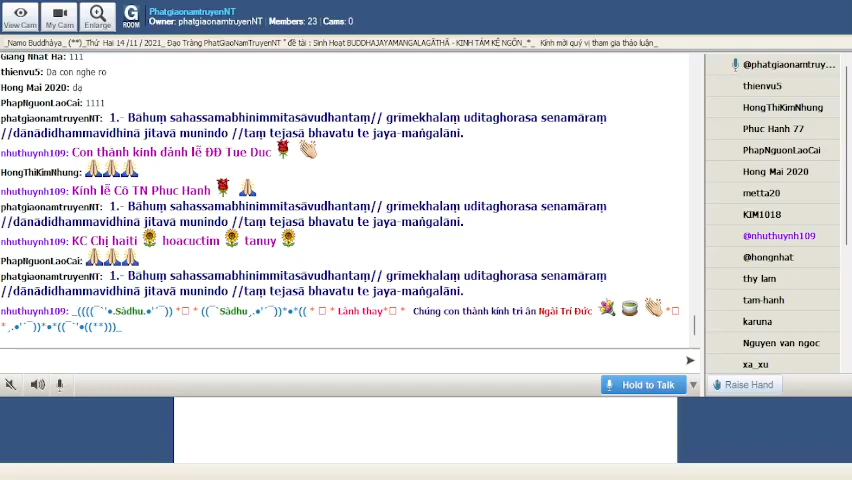 PhatgiaonamtruyenNT
Owner: phatgiaonamtruyenNT | Members: 23 | Cams: 0
View Cam
My Cam
Enlarge
G ROOM
_Namo Buddhàya_ (**)_Thứ Hai 14 /11 / 2021_ Đạo Tràng PhatGiaoNamTruyenNT * đề tài : Sinh Hoạt BUDDHAJAYAMANGALAGĀTHĀ - KINH TÁM KỆ NGÔN_*_ Kính mời quý vị tham gia thảo luận_
Giang Nhat Ha: 111
thienvu5: Da con nghe ro
Hong Mai 2020: dạ
PhapNguonLaoCai: 1111
phatgiaonamtruyenNT: 1.- Bāhuṃ sahassamabhinimmitasāvudhantaṃ// grīmekhalaṃ uditaghorasa senamāraṃ
//dānādidhammavidhinā jitavā munindo //taṃ tejasā bhavatu te jaya-maṅgalāni.
nhuthuynh109: Con thành kính đảnh lễ ĐĐ Tue Duc
HongThiKimNhung:
nhuthuynh109: Kính lễ Cô TN Phuc Hanh
phatgiaonamtruyenNT: 1.- Bāhuṃ sahassamabhinimmitasāvudhantaṃ// grīmekhalaṃ uditaghorasa senamāraṃ
//dānādidhammavidhinā jitavā munindo //taṃ tejasā bhavatu te jaya-maṅgalāni.
nhuthuynh109: KC Chị haiti hoacuctim tanuy
PhapNguonLaoCai:
phatgiaonamtruyenNT: 1.- Bāhuṃ sahassamabhinimmitasāvudhantaṃ// grīmekhalaṃ uditaghorasa senamāraṃ
//dānādidhammavidhinā jitavā munindo //taṃ tejasā bhavatu te jaya-maṅgalāni.
nhuthuynh109: _((((¯`'•.Sādhu.•'´¯)) *□ * ((¯`Sādhu¸.•'´¯))*•*(( * □ * Lành thay*□ * Chúng con thành kính tri ân Ngài Trí Đức *□
*¸.•'´¯))*•*((¯`'•((**)))_
Hold to Talk
@phatgiaonamtruy...
thienvu5
HongThiKimNhung
Phuc Hanh 77
PhapNguonLaoCai
Hong Mai 2020
metta20
KIM1018
@nhuthuynh109
@hongnhat
thy lam
tam-hanh
karuna
Nguyen van ngoc
xa_xu
Raise Hand